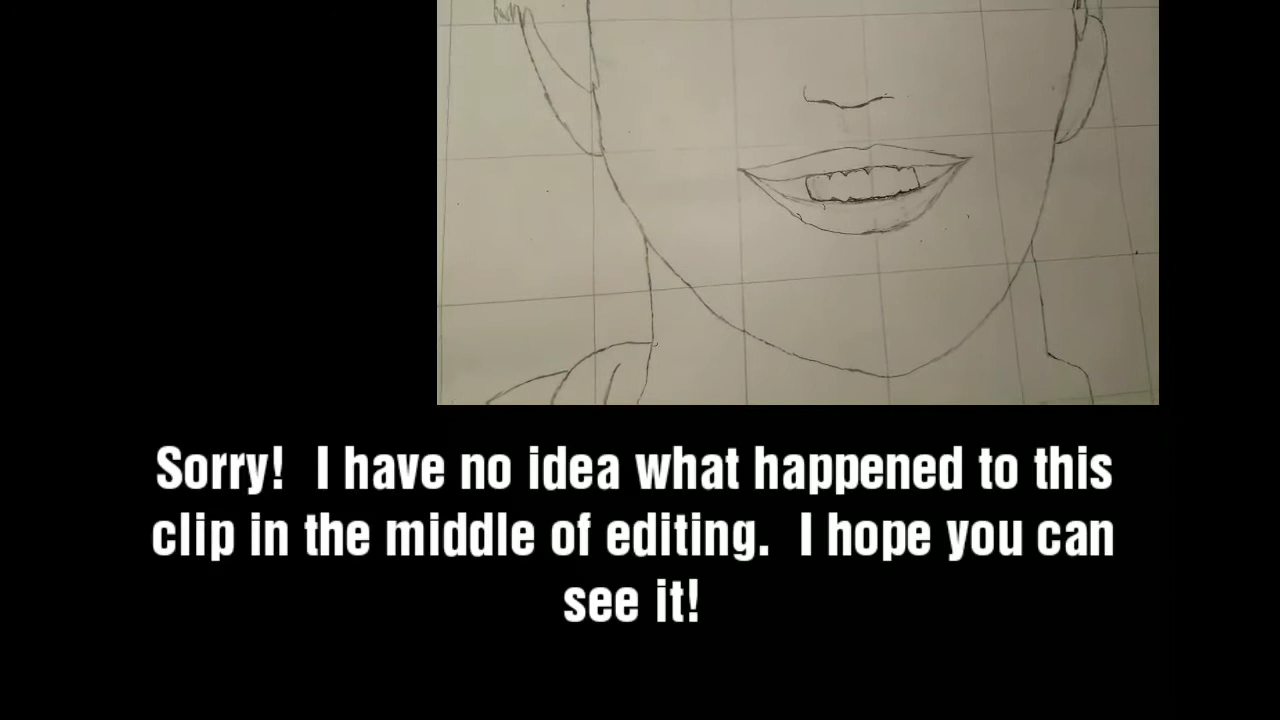 Sorry!  I have no idea what happened to this
clip in the middle of editing.  I hope you can
see it!